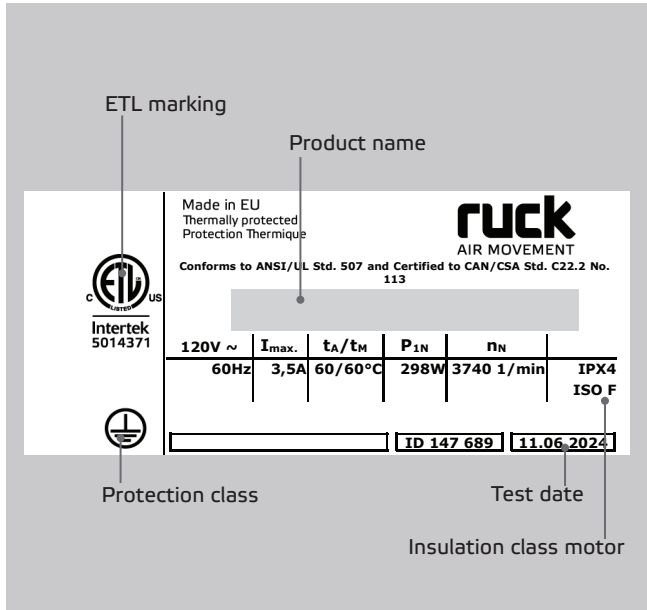 ETL marking
Product name
Made in EU
Thermally protected
Protection Thermique
ruck
AIR MOVEMENT
Conforms to ANSI/UL Std. 507 and Certified to CAN/CSA Std. C22.2 No.
113
ETL
LISTED
C US
Intertek
5014371
120V ~ Imax. tA/tM P1N nN
60Hz 3,5A 60/60°C 298W 3740 1/min IPX4
ISO F
ID 147 689 11.06.2024
Protection class
Test date
Insulation class motor